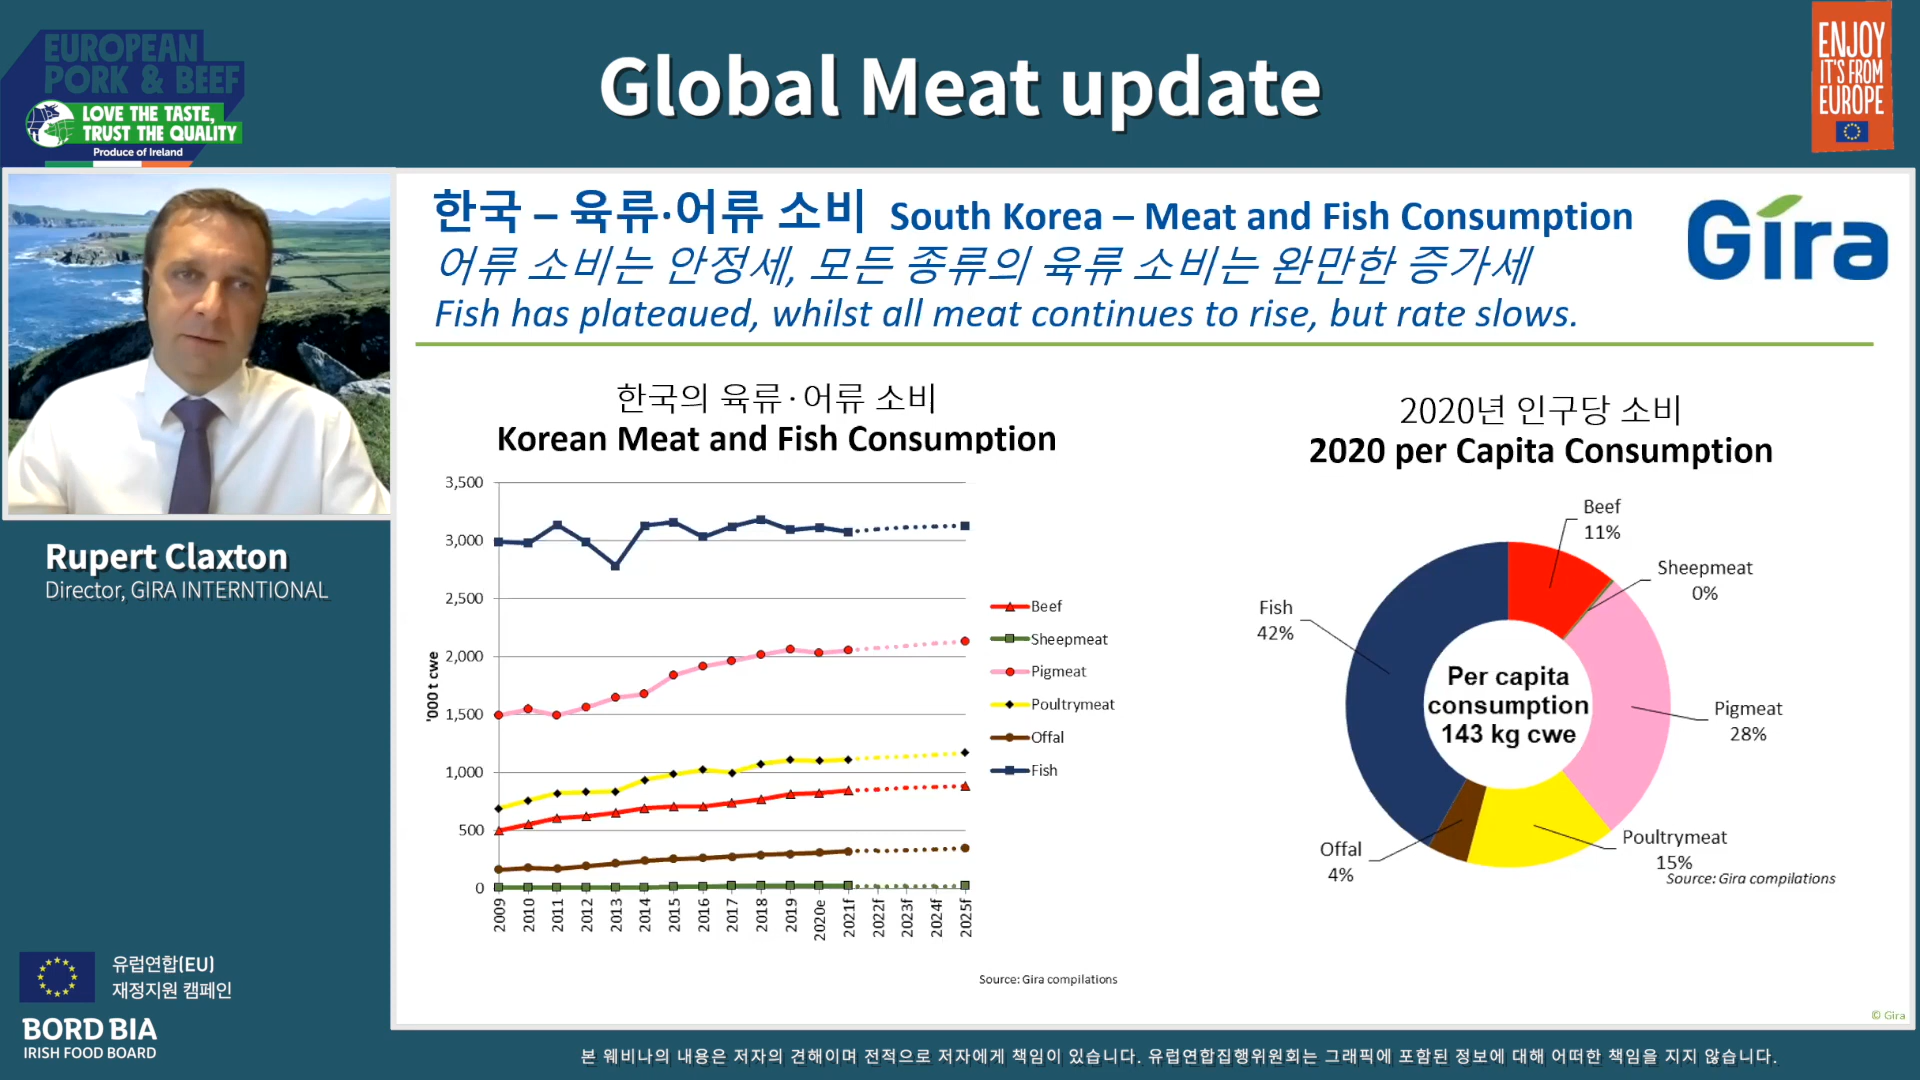 EUROPEAN
PORK & BEEF
LOVE THE TASTE,
TRUST THE QUALITY
Produce of Ireland
Global Meat update
ENJOY
IT'S FROM
EUROPE
Rupert Claxton
Director, GIRA INTERNTIONAL
한국 – 육류·어류 소비 South Korea – Meat and Fish Consumption
어류 소비는 안정세, 모든 종류의 육류 소비는 완만한 증가세
Fish has plateaued, whilst all meat continues to rise, but rate slows.
Gira
한국의 육류·어류 소비
Korean Meat and Fish Consumption
'000 t cwe
3,500
3,000
2,500
2,000
1,500
1,000
500
0
2009
2010
2011
2012
2013
2014
2015
2016
2017
2018
2019
2020e
2021f
2022f
2023f
2024f
2025f
Beef
Sheepmeat
Pigmeat
Poultrymeat
Offal
Fish
Source: Gira compilations
2020년 인구당 소비
2020 per Capita Consumption
Beef
11%
Sheepmeat
0%
Fish
42%
Per capita
consumption
143 kg cwe
Pigmeat
28%
Poultrymeat
15%
Offal
4%
Source: Gira compilations
© Gira
유럽연합(EU)
재정지원 캠페인
BORD BIA
IRISH FOOD BOARD
본 웨비나의 내용은 저자의 견해이며 전적으로 저자에게 책임이 있습니다. 유럽연합집행위원회는 그래픽에 포함된 정보에 대해 어떠한 책임을 지지 않습니다.